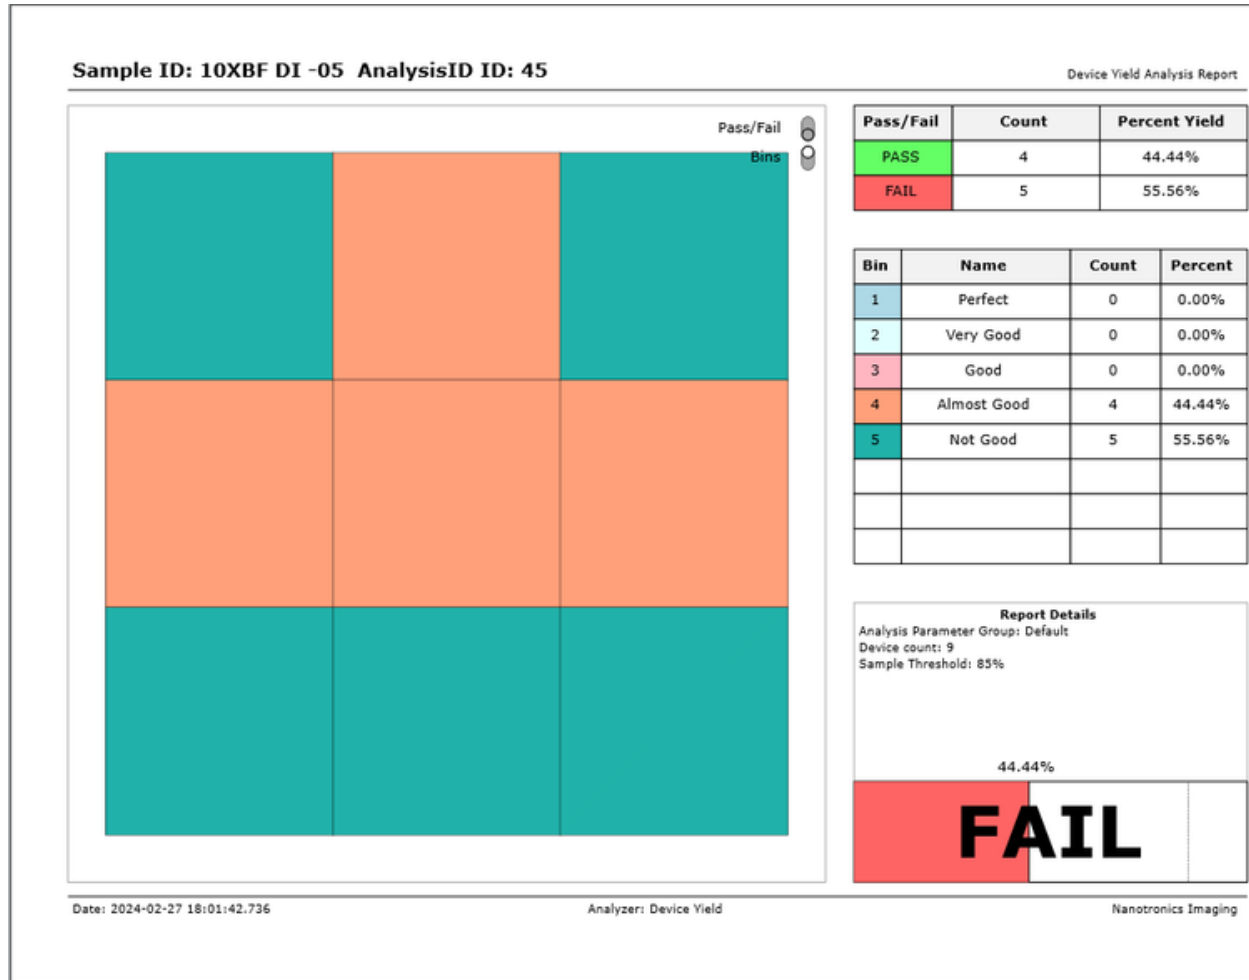 Sample ID: 10XBF DI -05 AnalysisID ID: 45
Device Yield Analysis Report
Pass/Fail
Bins
Pass/Fail Count Percent Yield
PASS 4 44.44%
FAIL 5 55.56%
Bin Name Count Percent
1 Perfect 0 0.00%
2 Very Good 0 0.00%
3 Good 0 0.00%
4 Almost Good 4 44.44%
5 Not Good 5 55.56%
Report Details
Analysis Parameter Group: Default
Device count: 9
Sample Threshold: 85%
44.44%
FAIL
Date: 2024-02-27 18:01:42.736
Analyzer: Device Yield
Nanotronics Imaging